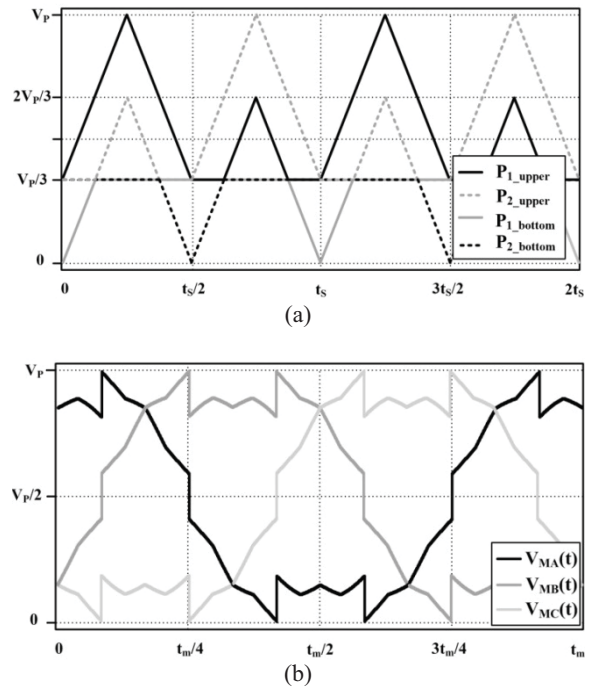 V_P
2V_P/3
V_P/3
0
0
t_S/2
t_S
3t_S/2
2t_S
P_1_upper
P_2_upper
P_1_bottom
P_2_bottom
(a)
V_P
V_P/2
0
0
t_m/4
t_m/2
3t_m/4
t_m
V_MA(t)
V_MB(t)
V_MC(t)
(b)